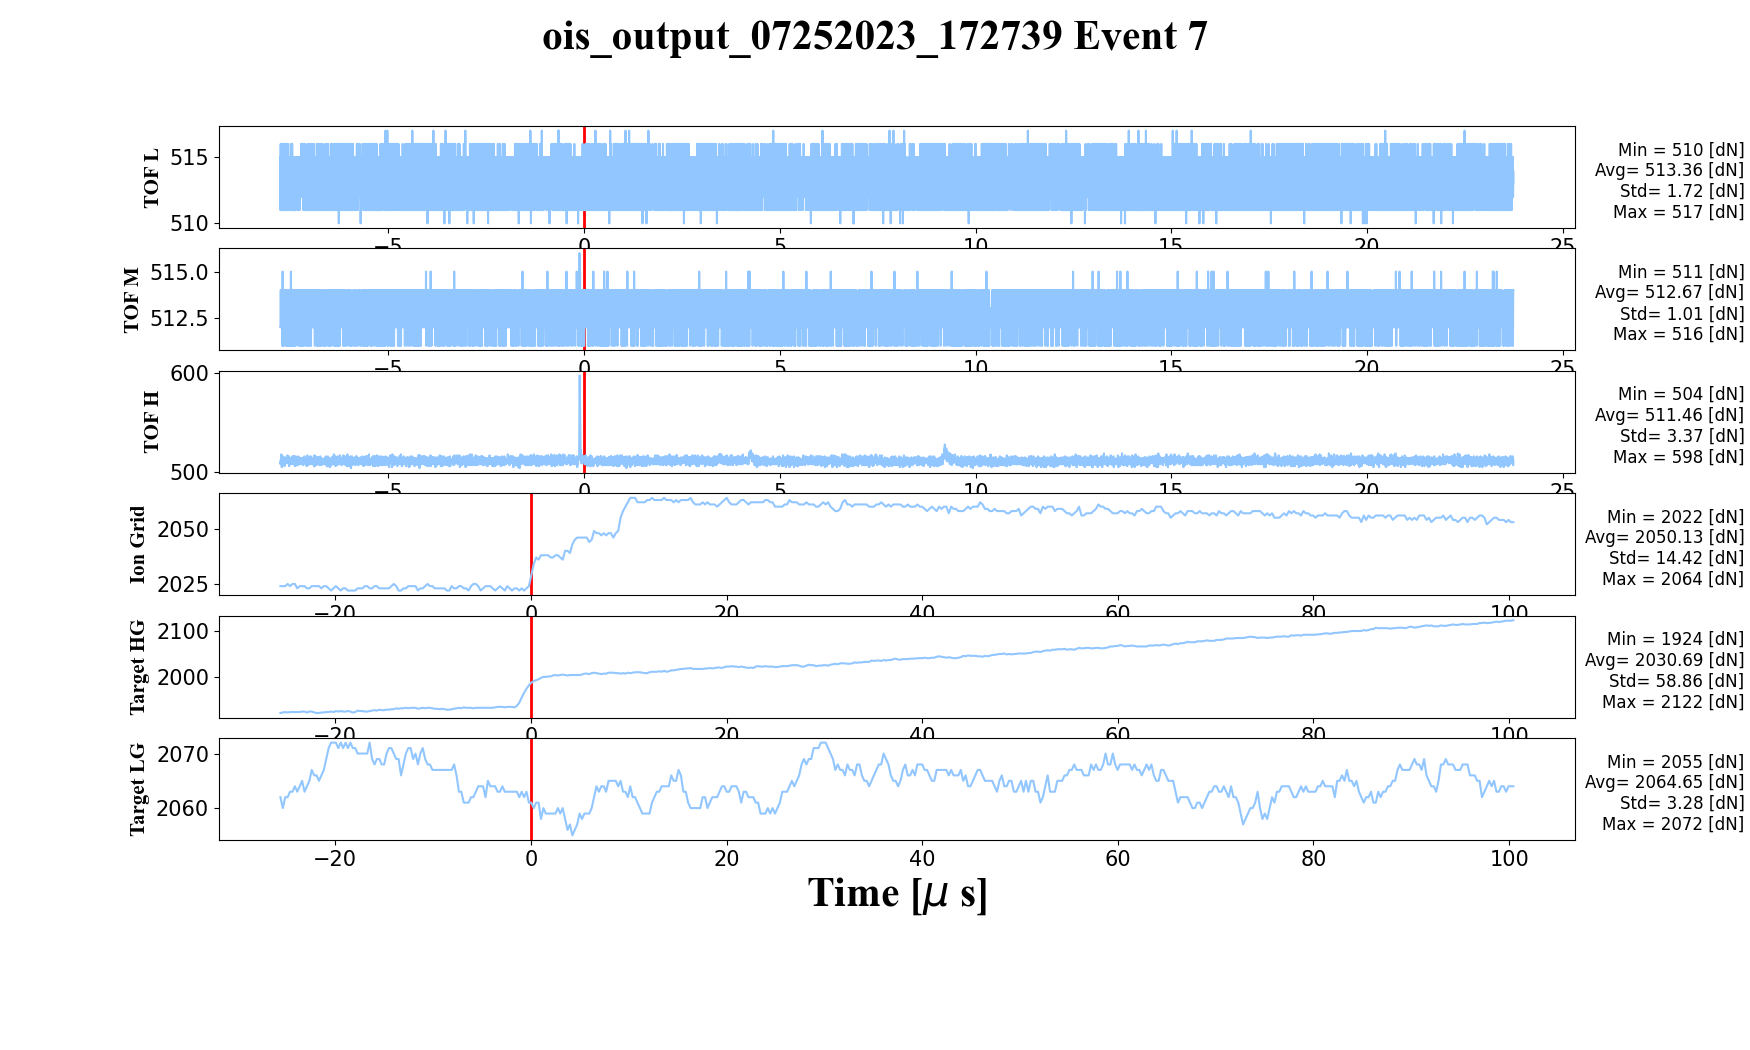 ois_output_07252023_172739 Event 7
TOF L
515
510
−5 0 5 10 15 20 25
Min = 510 [dN]
Avg= 513.36 [dN]
Std= 1.72 [dN]
Max = 517 [dN]
TOF M
515.0
512.5
−5 0 5 10 15 20 25
Min = 511 [dN]
Avg= 512.67 [dN]
Std= 1.01 [dN]
Max = 516 [dN]
TOF H
600
500
−5 0 5 10 15 20 25
Min = 504 [dN]
Avg= 511.46 [dN]
Std= 3.37 [dN]
Max = 598 [dN]
Ion Grid
2050
2025
−20 0 20 40 60 80 100
Min = 2022 [dN]
Avg= 2050.13 [dN]
Std= 14.42 [dN]
Max = 2064 [dN]
Target HG
2100
2000
−20 0 20 40 60 80 100
Min = 1924 [dN]
Avg= 2030.69 [dN]
Std= 58.86 [dN]
Max = 2122 [dN]
Target LG
2070
2060
−20 0 20 40 60 80 100
Min = 2055 [dN]
Avg= 2064.65 [dN]
Std= 3.28 [dN]
Max = 2072 [dN]
Time [μ s]